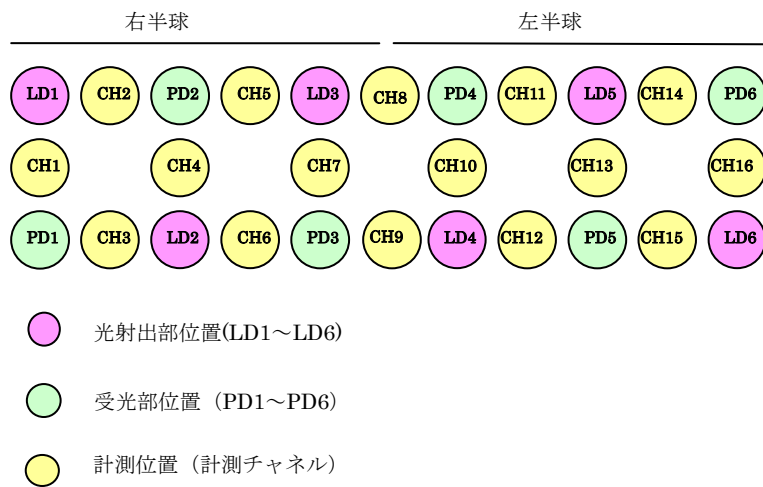 右半球 左半球
LD1 CH2 PD2 CH5 LD3 CH8 PD4 CH11 LD5 CH14 PD6
CH1 CH4 CH7 CH10 CH13 CH16
PD1 CH3 LD2 CH6 PD3 CH9 LD4 CH12 PD5 CH15 LD6
光射出部位置(LD1～LD6)
受光部位置（PD1～PD6）
計測位置（計測チャネル）